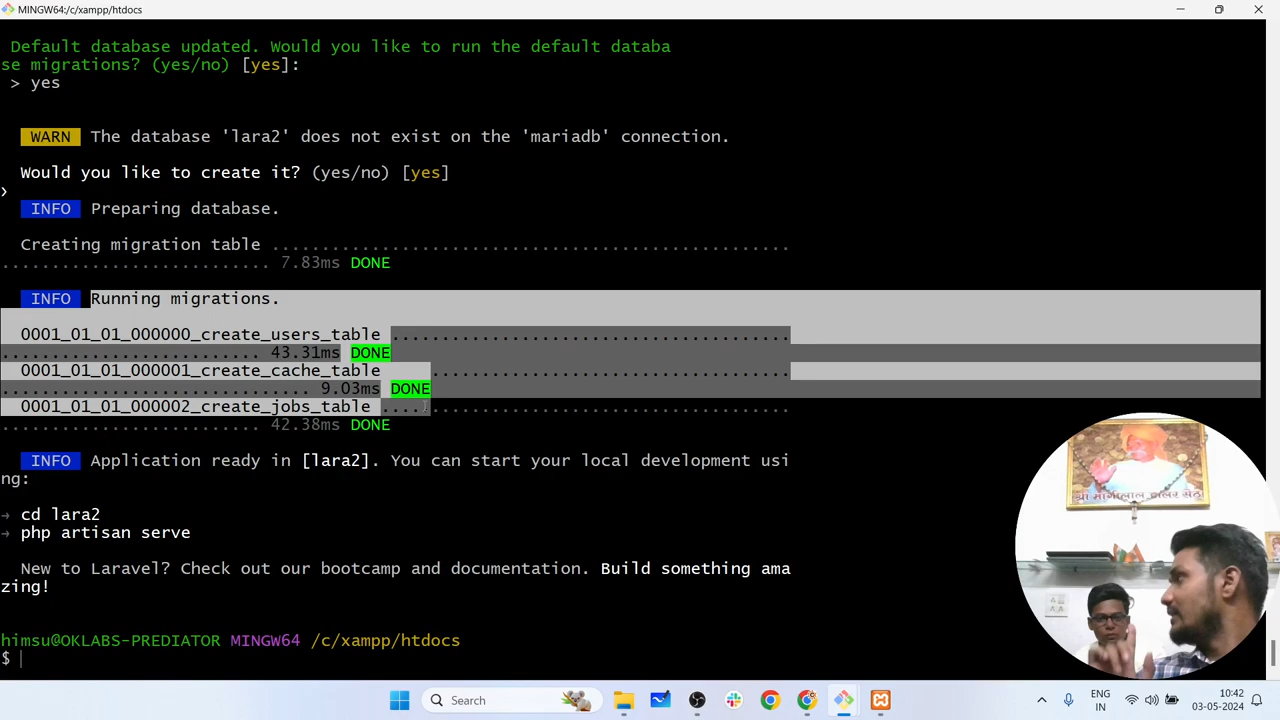 MINGW64:/c/xampp/htdocs
Default database updated. Would you like to run the default databa
se migrations? (yes/no) [yes]:
> yes
WARN The database 'lara2' does not exist on the 'mariadb' connection.
Would you like to create it? (yes/no) [yes]
›
INFO Preparing database.
Creating migration table ....................................................
.......................... 7.83ms DONE
INFO Running migrations.
0001_01_01_000000_create_users_table ........................................
.......................... 43.31ms DONE
0001_01_01_000001_create_cache_table ....................................
............................... 9.03ms DONE
0001_01_01_000002_create_jobs_table .........................................
.......................... 42.38ms DONE
INFO Application ready in [lara2]. You can start your local development usi
ng:
→ cd lara2
→ php artisan serve
New to Laravel? Check out our bootcamp and documentation. Build something ama
zing!
himsu@OKLABS-PREDIATOR MINGW64 /c/xampp/htdocs
$
Search
ENG
IN
10:42
03-05-2024